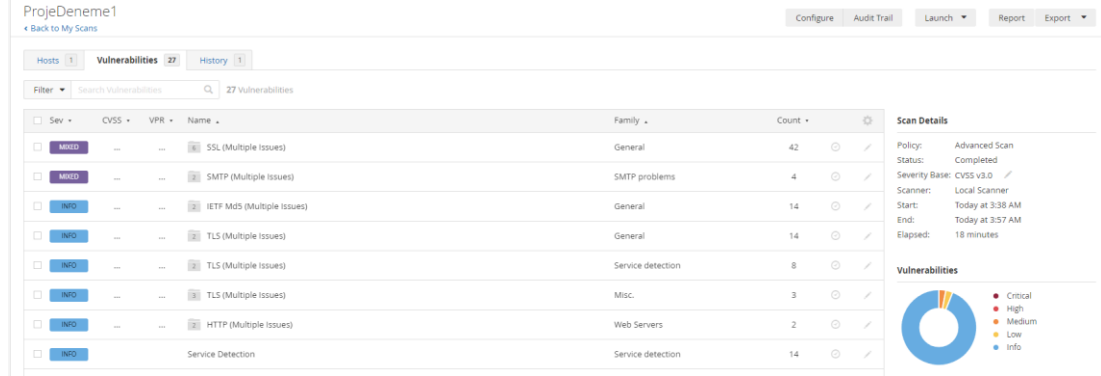 ProjeDeneme1
Back to My Scans
Configure Audit Trail Launch Report Export
Hosts 1 Vulnerabilities 27 History 1
Filter Search Vulnerabilities 27 Vulnerabilities
Sev CVSS VPR Name Family Count
MIXED ... ... 6 SSL (Multiple Issues) General 42
MIXED ... ... 2 SMTP (Multiple Issues) SMTP problems 4
INFO ... ... 2 IETF Md5 (Multiple Issues) General 14
INFO ... ... 2 TLS (Multiple Issues) General 14
INFO ... ... 2 TLS (Multiple Issues) Service detection 8
INFO ... ... 3 TLS (Multiple Issues) Misc. 3
INFO ... ... 2 HTTP (Multiple Issues) Web Servers 2
INFO Service Detection Service detection 14
Scan Details
Policy: Advanced Scan
Status: Completed
Severity Base: CVSS v3.0
Scanner: Local Scanner
Start: Today at 3:38 AM
End: Today at 3:57 AM
Elapsed: 18 minutes
Vulnerabilities
Critical
High
Medium
Low
Info